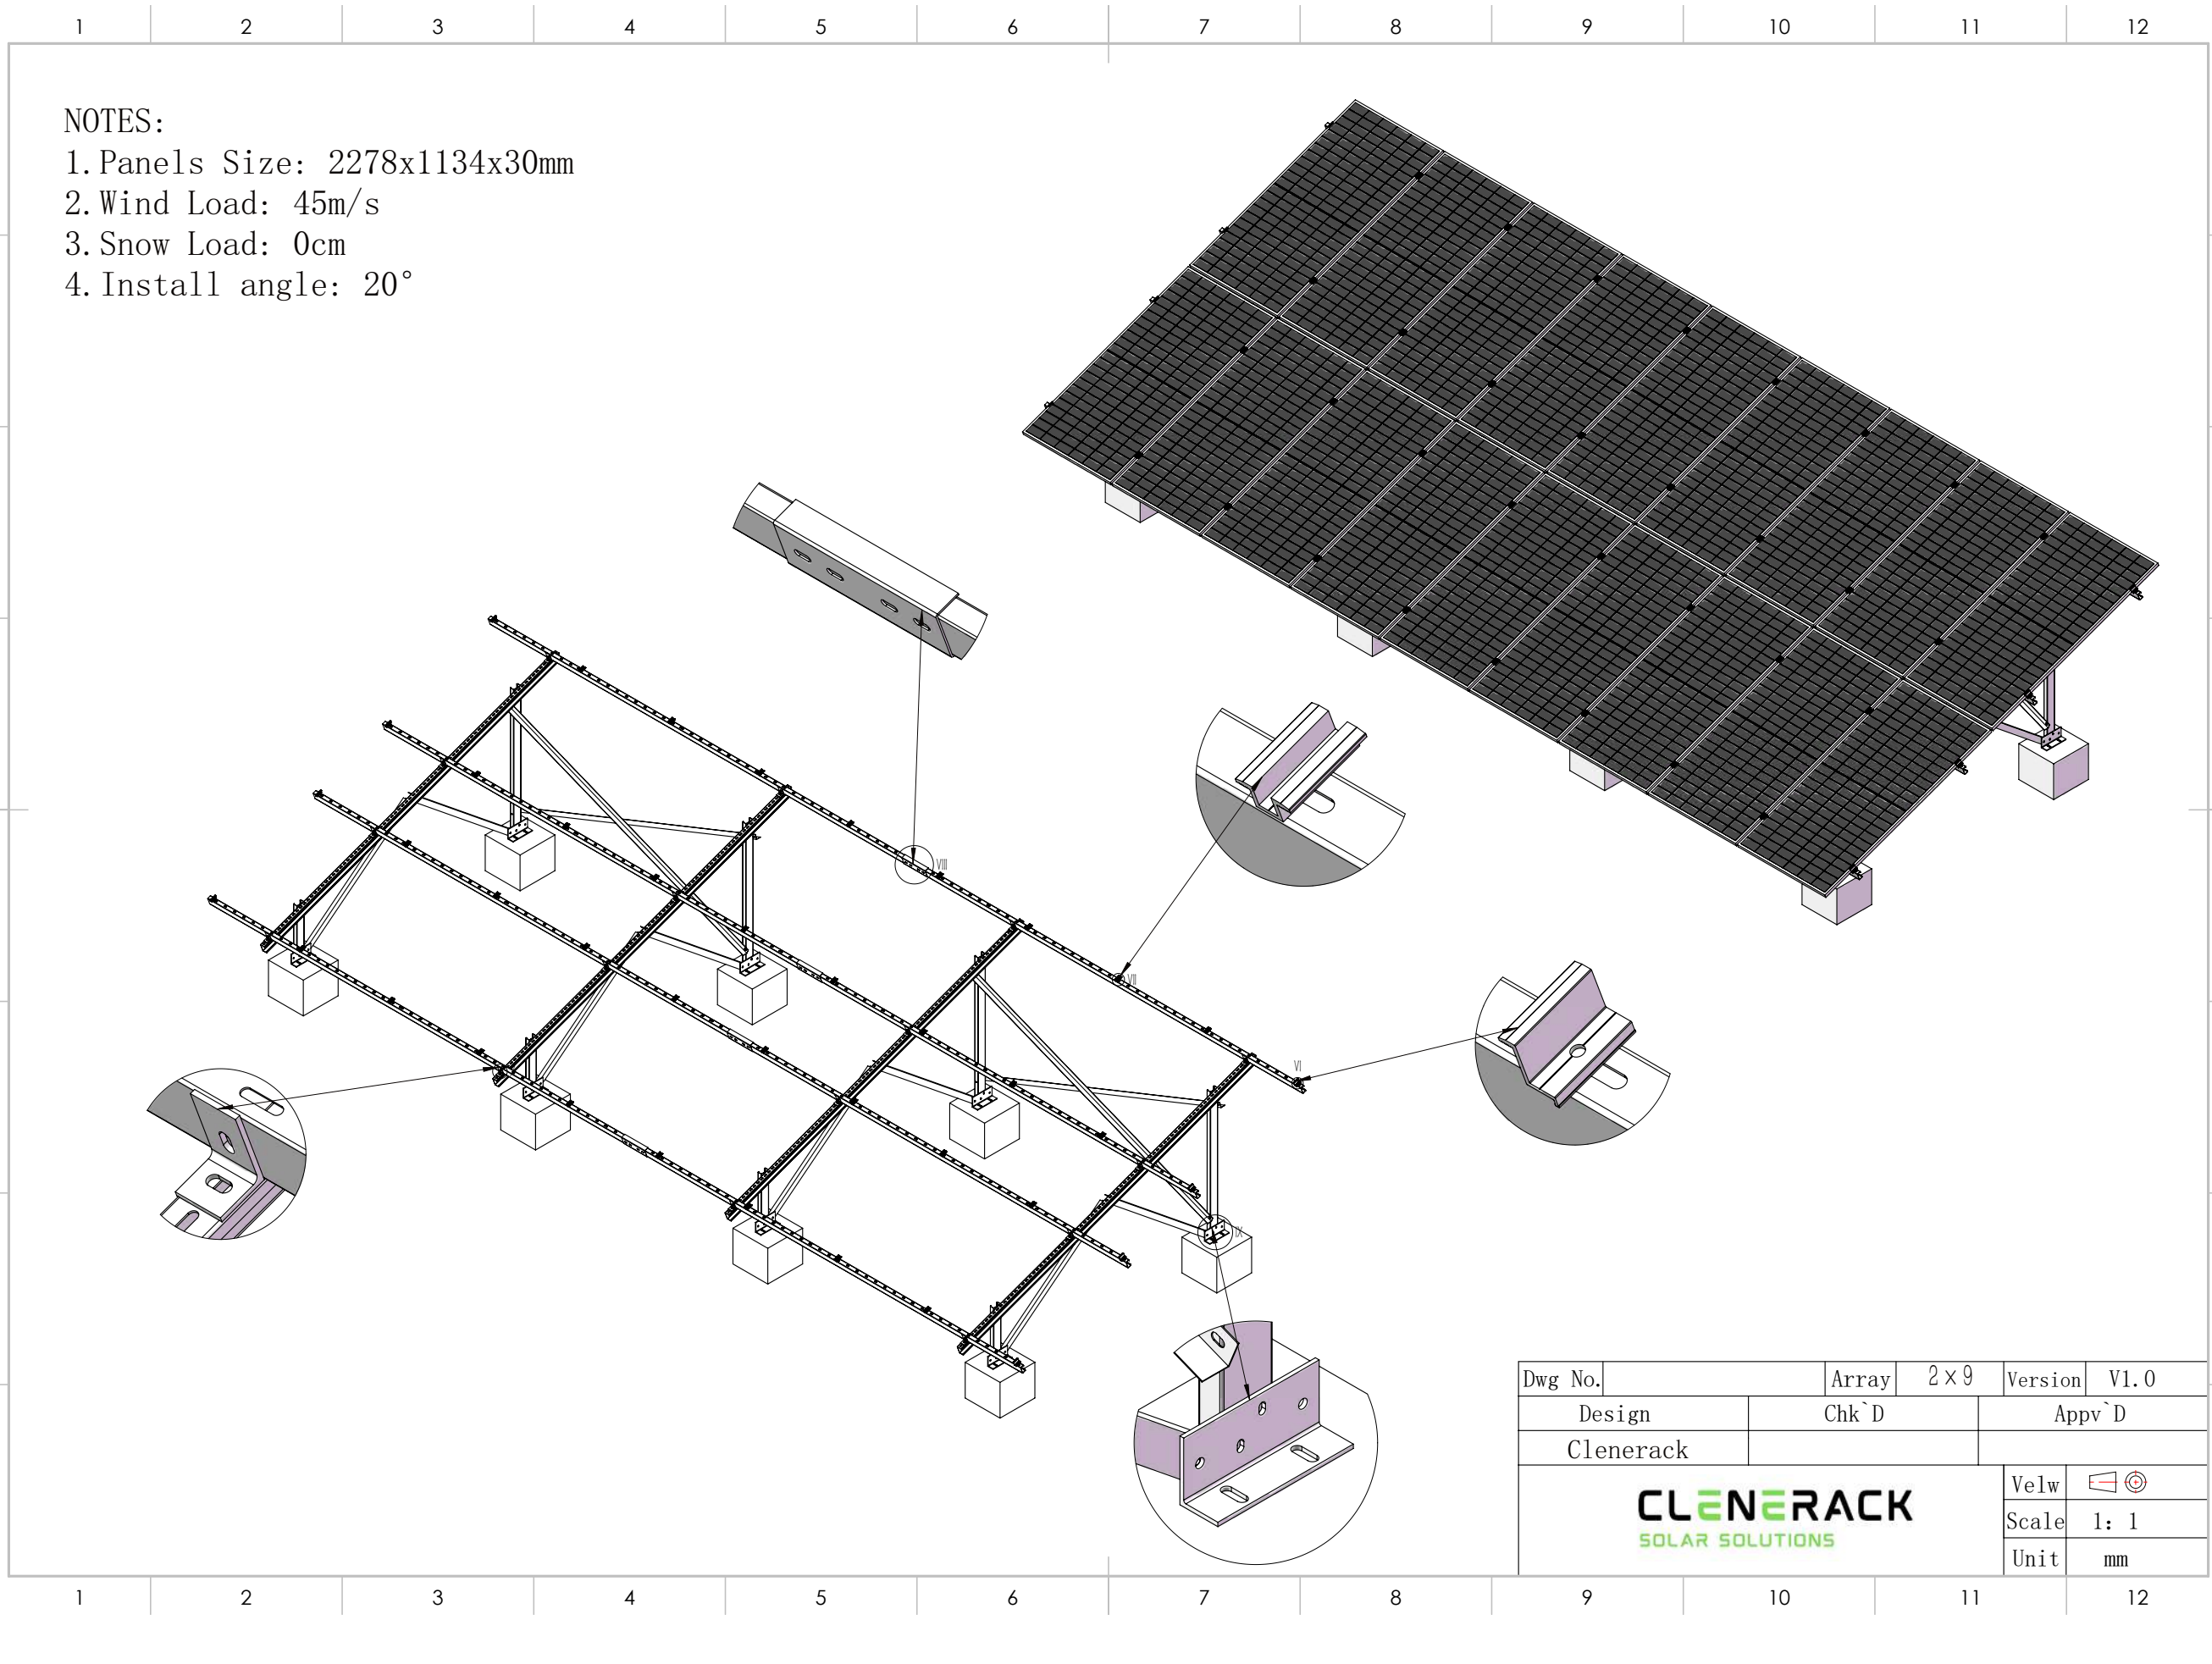 1 2 3 4 5 6 7 8 9 10 11 12
NOTES:
1.Panels Size: 2278x1134x30mm
2.Wind Load: 45m/s
3.Snow Load: 0cm
4.Install angle: 20°
VIII
VII
VI
IX
Dwg No. Array 2×9 Version V1.0
Design Chk`D Appv`D
Clenerack
CLENERACK
SOLAR SOLUTIONS
Velw
Scale 1: 1
Unit mm
1 2 3 4 5 6 7 8 9 10 11 12